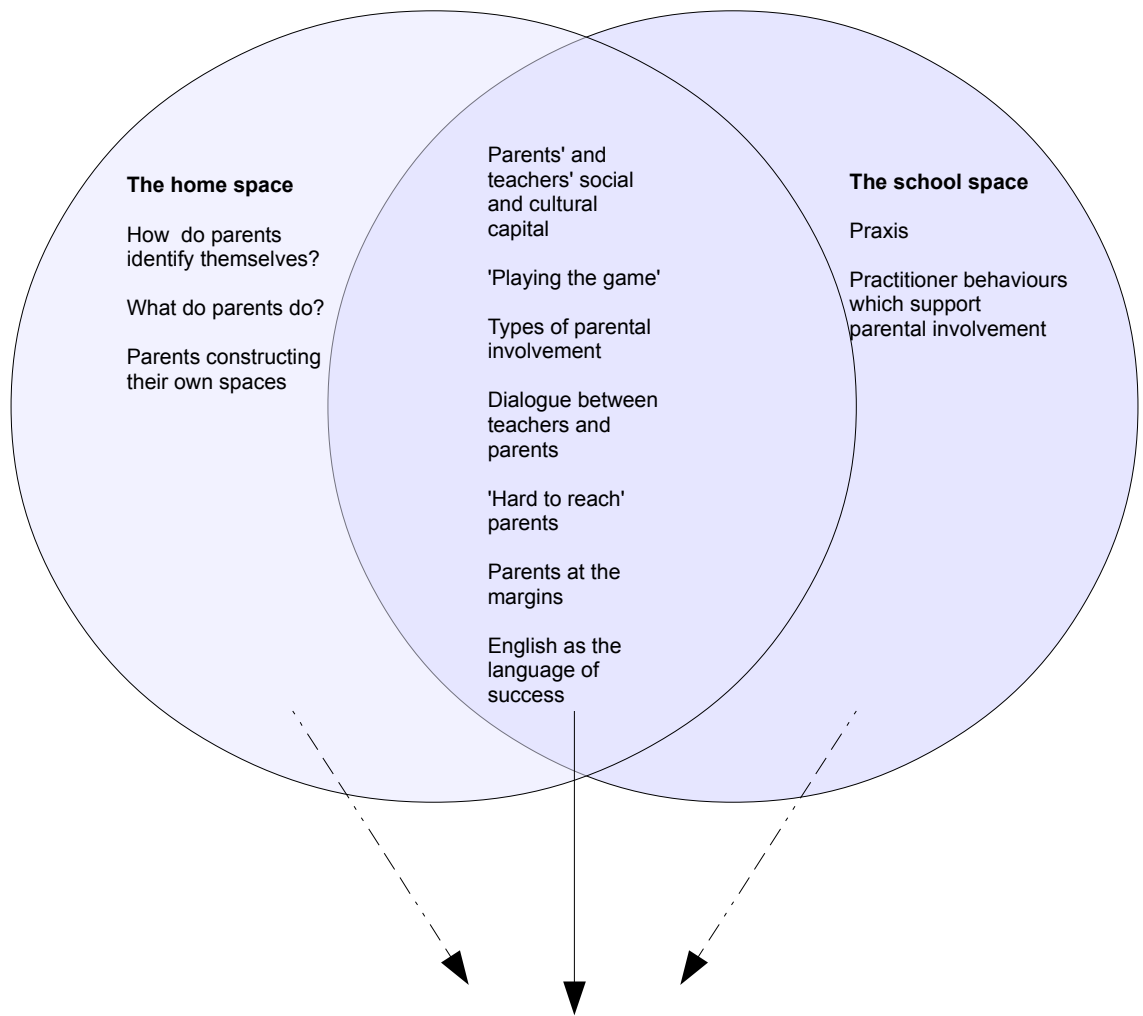 The home space
How  do parents
identify themselves?
What do parents do?
Parents constructing
their own spaces
Parents' and
teachers' social
and cultural
capital
'Playing the game'
Types of parental
involvement
Dialogue between
teachers and
parents
'Hard to reach'
parents
Parents at the
margins
English as the
language of
success
The school space
Praxis
Practitioner behaviours
which support
parental involvement